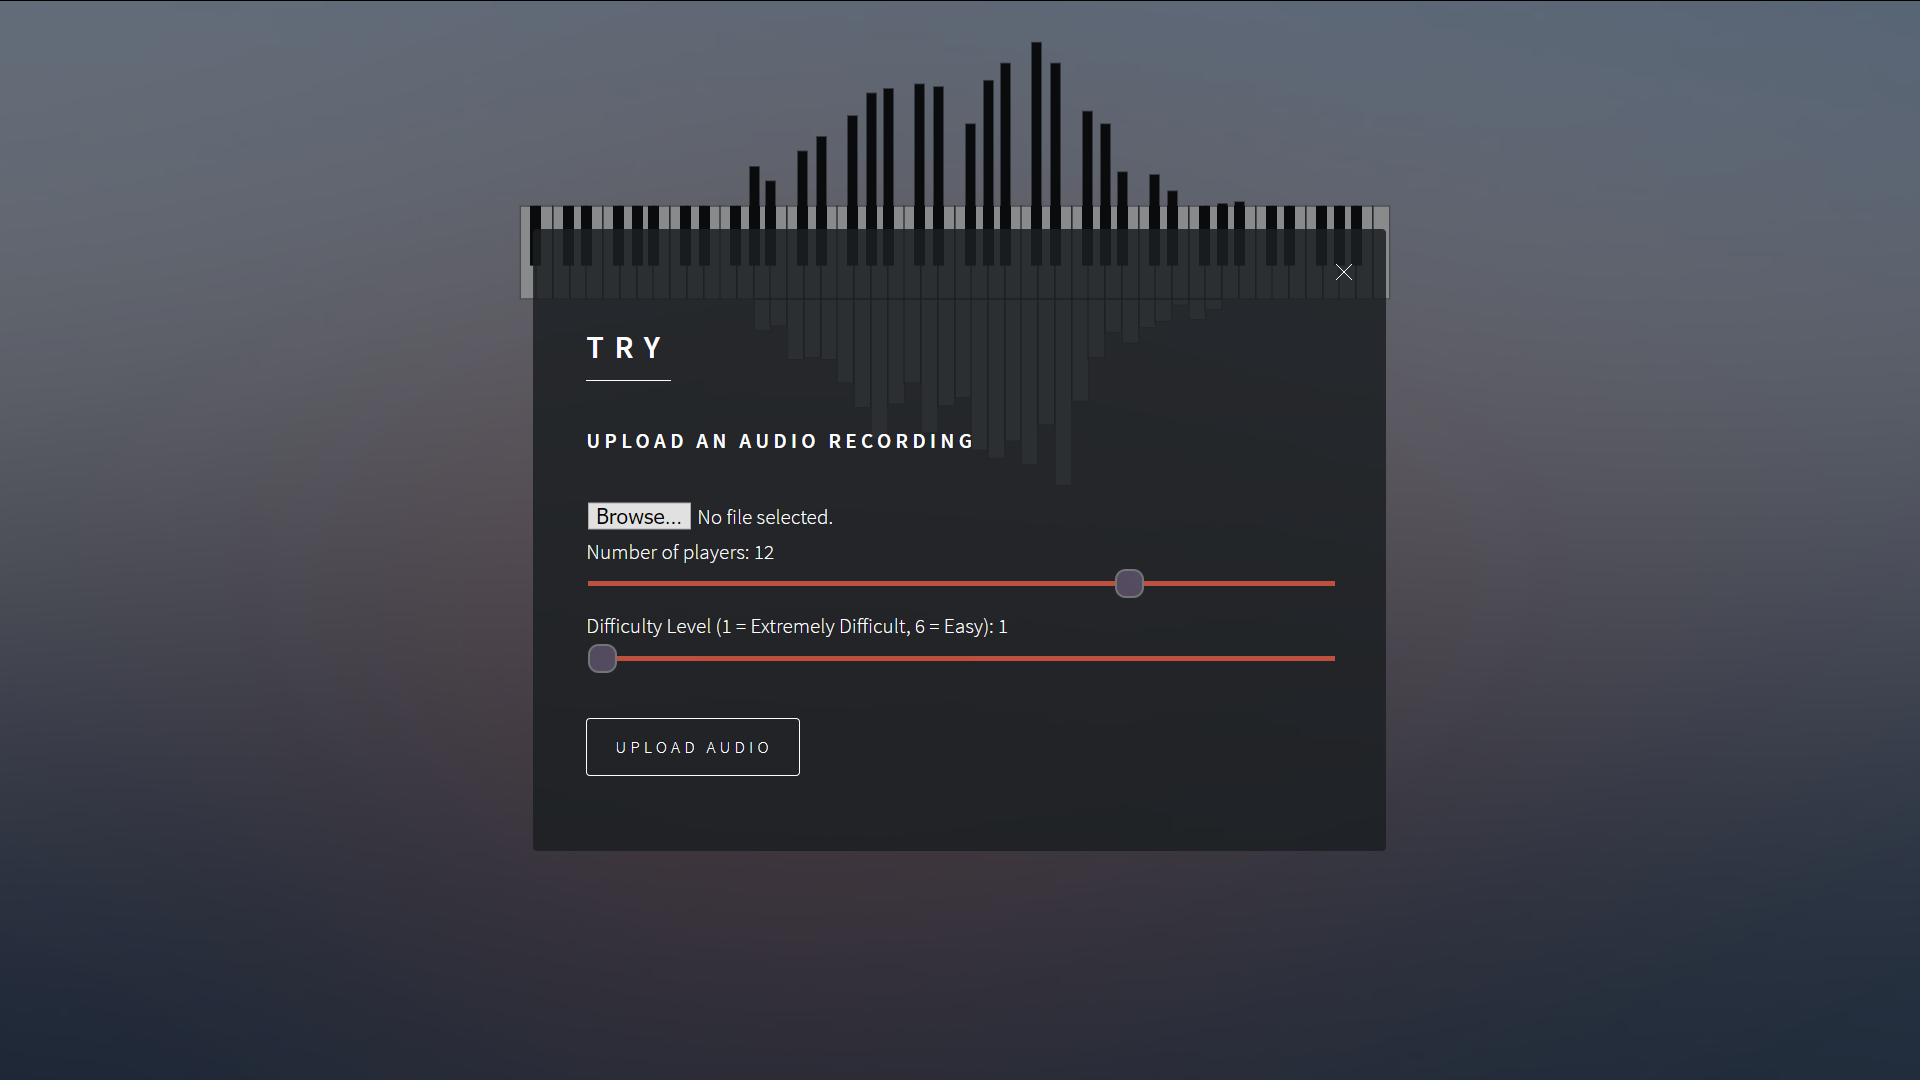 TRY
UPLOAD AN AUDIO RECORDING
Browse... No file selected.
Number of players: 12
Difficulty Level (1 = Extremely Difficult, 6 = Easy): 1
UPLOAD AUDIO